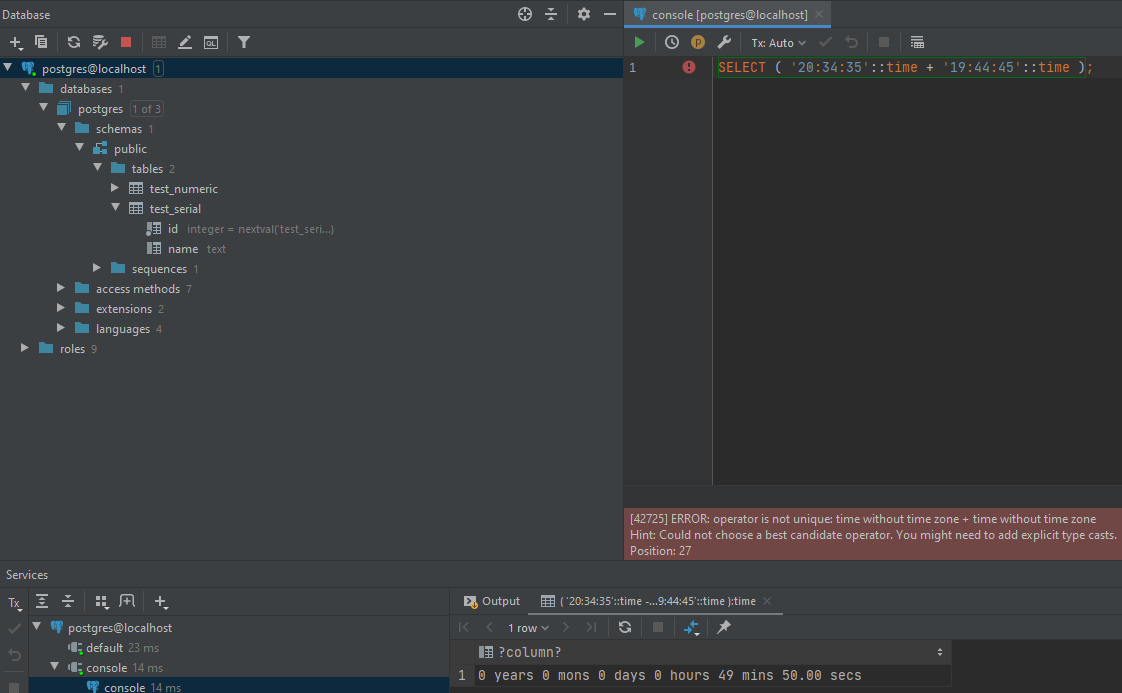 Database
postgres@localhost 1
databases 1
postgres 1 of 3
schemas 1
public
tables 2
test_numeric
test_serial
id integer = nextval('test_seri...)
name text
sequences 1
access methods 7
extensions 2
languages 4
roles 9
console [postgres@localhost]
Tx: Auto
1 SELECT ( '20:34:35'::time + '19:44:45'::time );
[42725] ERROR: operator is not unique: time without time zone + time without time zone
Hint: Could not choose a best candidate operator. You might need to add explicit type casts.
Position: 27
Services
Tx
postgres@localhost
default 23 ms
console 14 ms
console 14 ms
Output
( '20:34:35'::time -...9:44:45'::time ):time
1 row
?column?
1 0 years 0 mons 0 days 0 hours 49 mins 50.00 secs